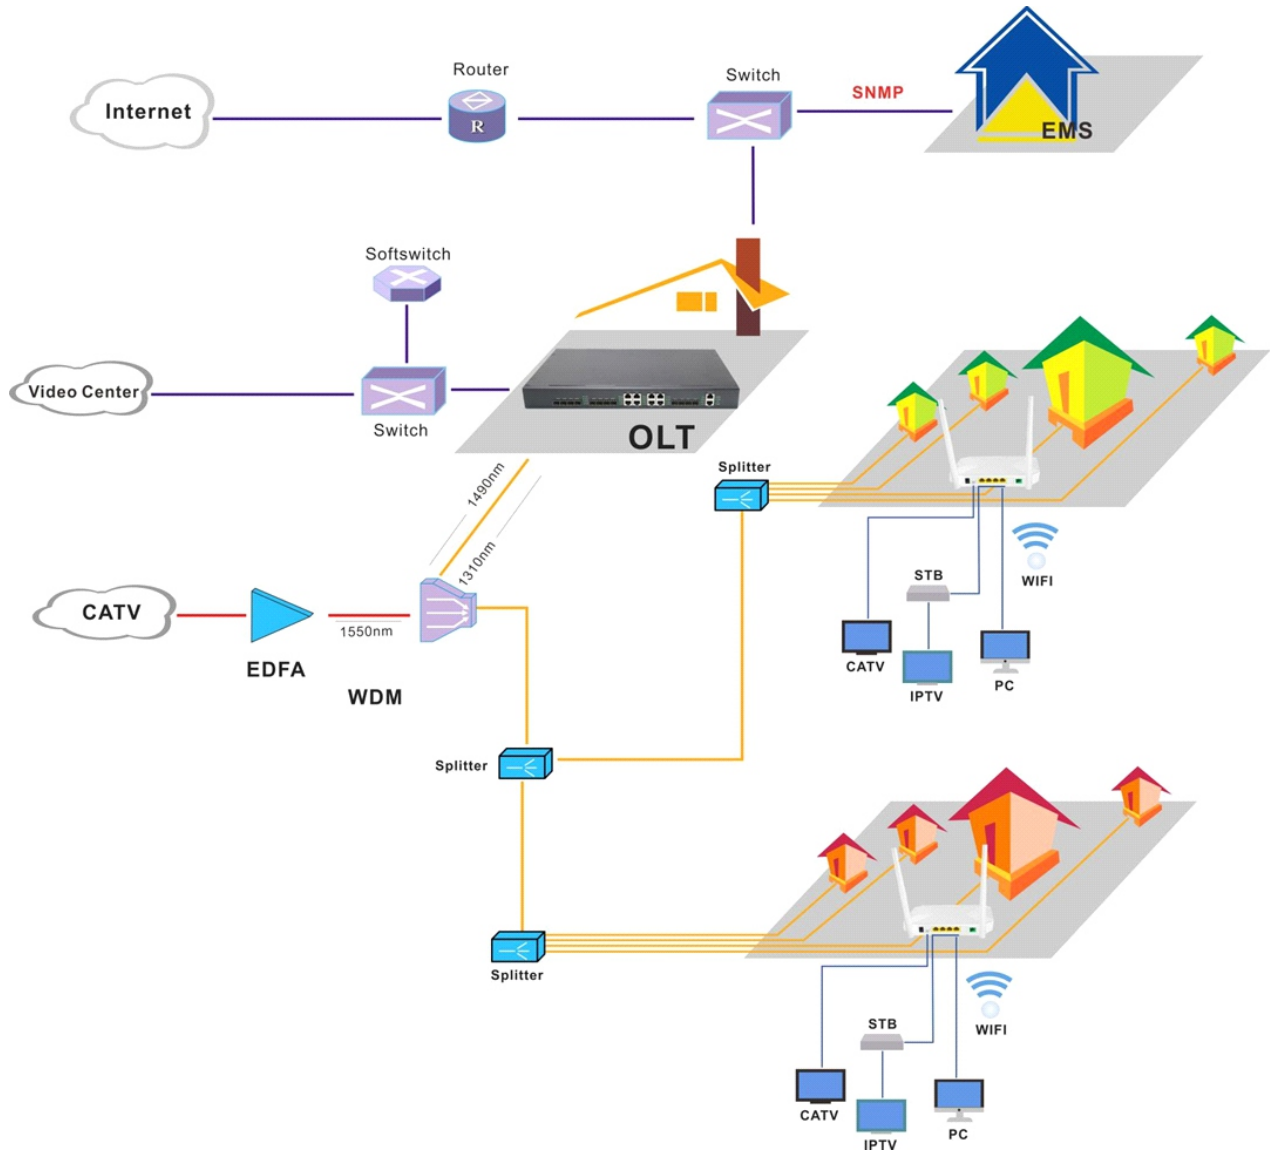 Router
Switch
SNMP
Internet
R
EMS
Softswitch
Video Center
Switch
OLT
Splitter
1490nm
1310nm
STB
WIFI
CATV
1550nm
EDFA
WDM
CATV
IPTV
PC
Splitter
Splitter
STB
WIFI
CATV
IPTV
PC